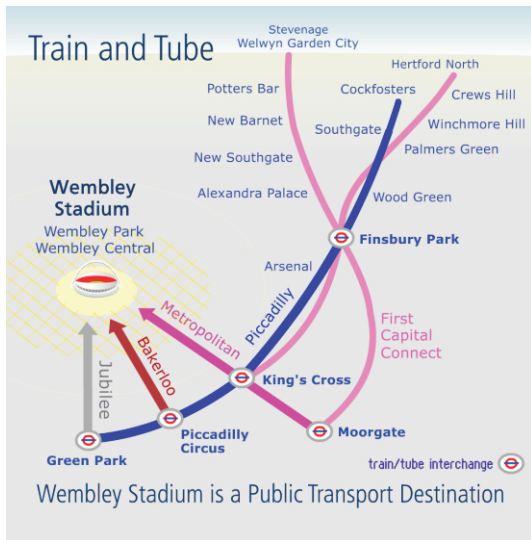 Train and Tube
Stevenage
Welwyn Garden City
Hertford North
Potters Bar
Cockfosters
Crews Hill
New Barnet
Southgate
Winchmore Hill
New Southgate
Palmers Green
Alexandra Palace
Wood Green
Wembley
Stadium
Wembley Park
Wembley Central
Finsbury Park
Arsenal
Piccadilly
Metropolitan
First
Capital
Connect
Bakerloo
Jubilee
King's Cross
Piccadilly
Circus
Moorgate
Green Park
train/tube interchange
Wembley Stadium is a Public Transport Destination